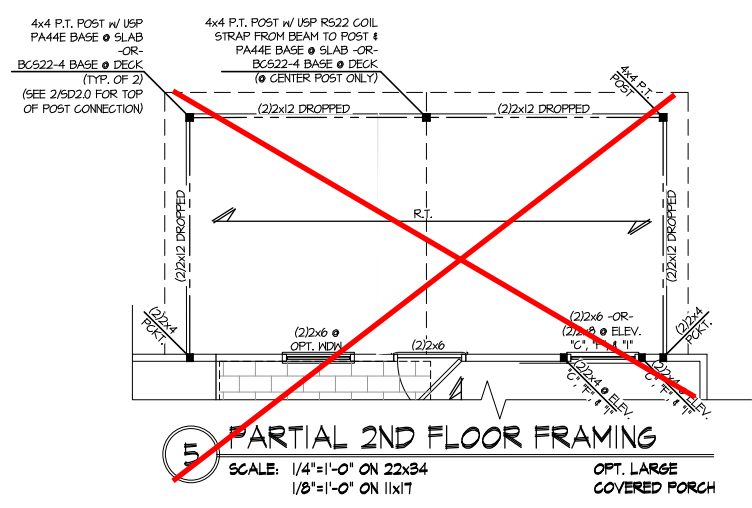 4x4 P.T. POST W/ USP
PA44E BASE @ SLAB
-OR-
BCS22-4 BASE @ DECK
(TYP. OF 2)
(SEE 2/SD2.0 FOR TOP
OF POST CONNECTION)
4x4 P.T. POST W/ USP RS22 COIL
STRAP FROM BEAM TO POST &
PA44E BASE @ SLAB -OR-
BCS22-4 BASE @ DECK
(@ CENTER POST ONLY)
4x4 P.T.
POST
(2)2x12 DROPPED
(2)2x12 DROPPED
(2)2x12 DROPPED
R.T.
(2)2x12 DROPPED
(2)2x4
PCKT.
(2)2x6 @
OPT. WDW.
(2)2x6
(2)2x6 -OR-
(2)2x8 @ ELEV.
"C", "F", & "I"
(2)2x4
PCKT.
(2)2x4 @ ELEV.
"C", "F", & "I"
(2)2x4 @ ELEV.
"C", "F", & "I"
5
PARTIAL 2ND FLOOR FRAMING
SCALE: 1/4"=1'-0" ON 22x34
1/8"=1'-0" ON 11x17
OPT. LARGE
COVERED PORCH